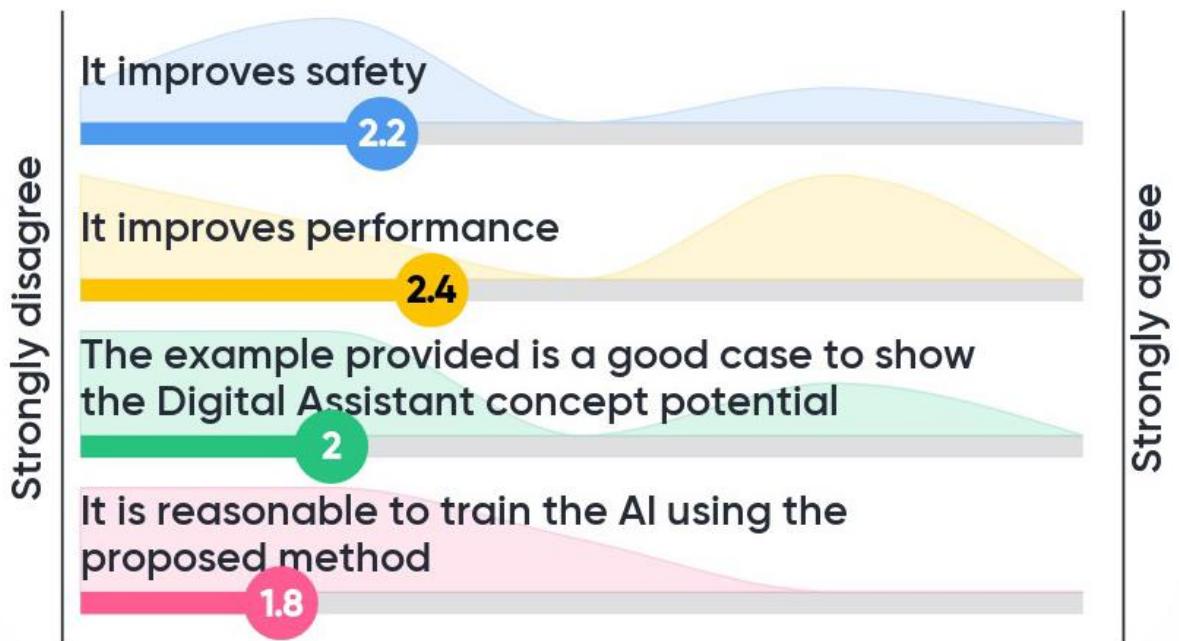 It improves safety
2.2
It improves performance
2.4
The example provided is a good case to show
the Digital Assistant concept potential
2
It is reasonable to train the AI using the
proposed method
1.8
Strongly disagree
Strongly agree